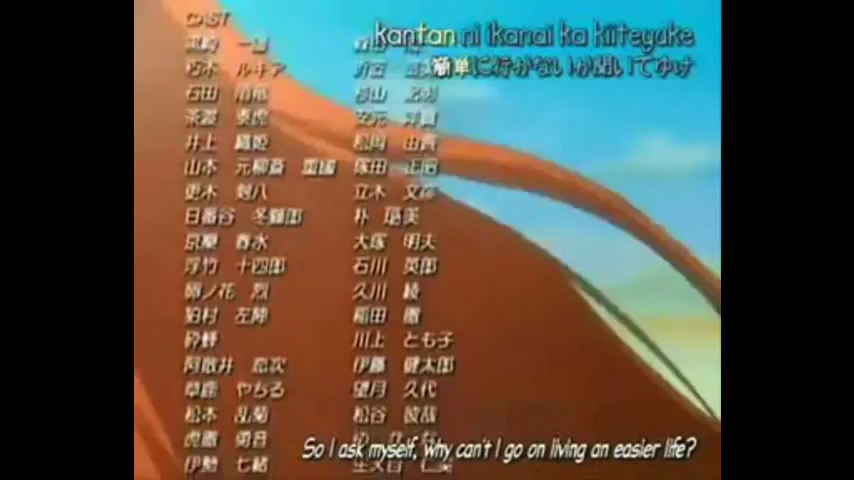 CAST
kantan ni ikanai ka kiiteyuke
簡単に行かないか聞いてゆけ
黒崎 一護
朽木 ルキア
石田 雨竜 杉山
茶渡 泰虎 安元 洋貴
井上 織姫 松岡 由貴
山本 元柳斎 重國 塚田 正昭
更木 剣八 立木 文彦
日番谷 冬獅郎 朴 璐美
京楽 春水 大塚 明夫
浮竹 十四郎 石川 英郎
卯ノ花 烈 久川 綾
狛村 左陣 稲田 徹
砕蜂 川上 とも子
阿散井 恋次 伊藤 健太郎
草鹿 やちる 望月 久代
松本 乱菊 松谷 彼哉
虎徹 勇音
伊勢 七緒
So I ask myself, why can't I go on living an easier life?